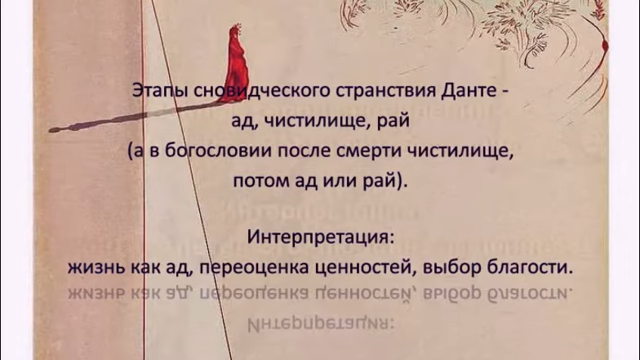 Этапы сновидческого странствия Данте -
ад, чистилище, рай
(а в богословии после смерти чистилище,
потом ад или рай).
Интерпретация:
жизнь как ад, переоценка ценностей, выбор благости.